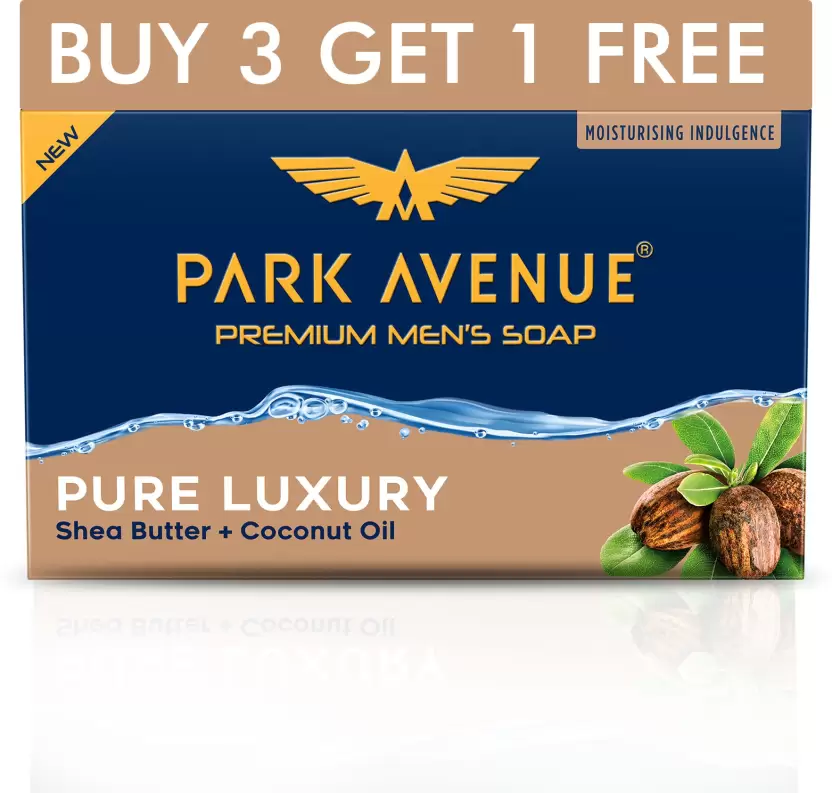 BUY 3 GET 1 FREE
NEW
MOISTURISING INDULGENCE
PARK AVENUE®
PREMIUM MEN'S SOAP
PURE LUXURY
Shea Butter + Coconut Oil